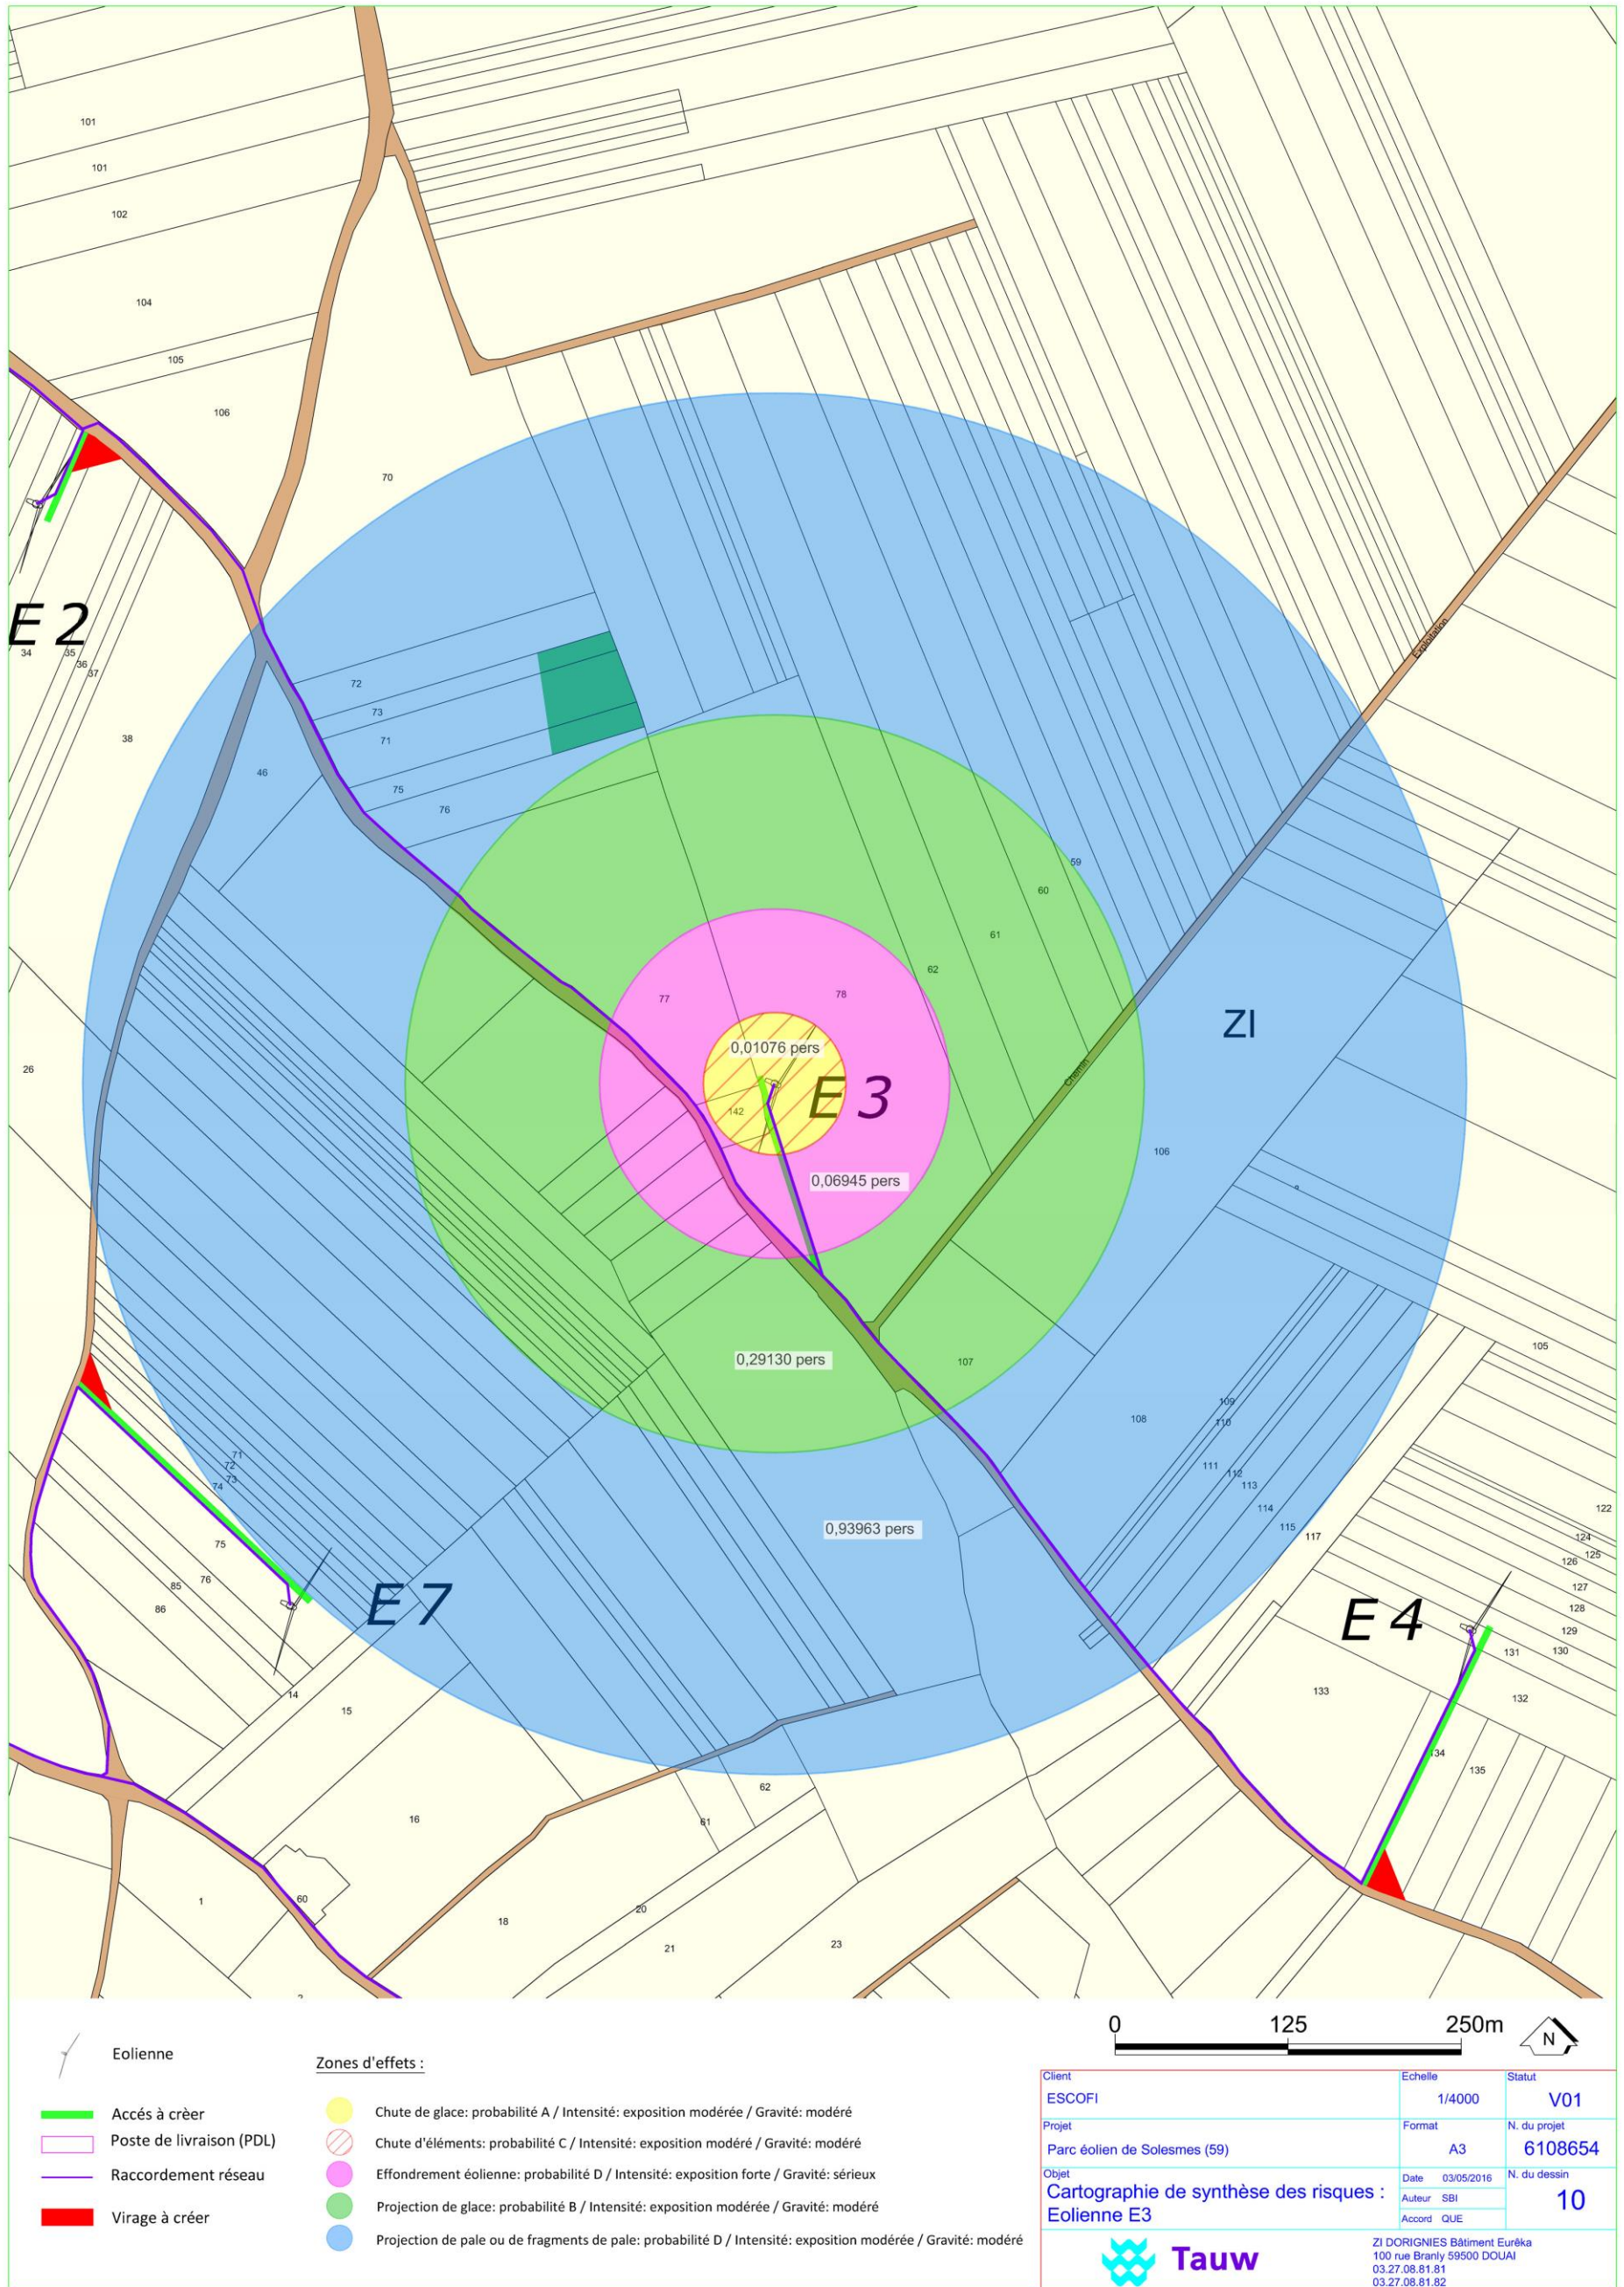 101
101
102
104
105
106
70
E 2
34
35
36
37
38
72
73
71
46
75
76
Exploitation
59
60
61
62
77
78
ZI
26
0,01076 pers
E 3
142
Chemin
106
0,06945 pers
105
0,29130 pers
107
108
109
110
111
112
113
114
115
117
71
72
73
74
75
76
85
86
0,93963 pers
122
124
125
126
127
128
129
130
131
132
E 7
E 4
133
134
135
14
15
16
62
61
60
1
18
20
21
23
2
0 125 250m
N
Eolienne
Zones d'effets :
Accés à crèer
Poste de livraison (PDL)
Raccordement réseau
Virage à créer
Chute de glace: probabilité A / Intensité: exposition modérée / Gravité: modéré
Chute d'éléments: probabilité C / Intensité: exposition modéré / Gravité: modéré
Effondrement éolienne: probabilité D / Intensité: exposition forte / Gravité: sérieux
Projection de glace: probabilité B / Intensité: exposition modérée / Gravité: modéré
Projection de pale ou de fragments de pale: probabilité D / Intensité: exposition modérée / Gravité: modéré
Client
ESCOFI
Echelle
1/4000
Statut
V01
Projet
Parc éolien de Solesmes (59)
Format
A3
N. du projet
6108654
Objet
Cartographie de synthèse des risques :
Eolienne E3
Date 03/05/2016
Auteur SBI
Accord QUE
N. du dessin
10
Tauw
ZI DORIGNIES Bâtiment Eurêka
100 rue Branly 59500 DOUAI
03.27.08.81.81
03.27.08.81.82